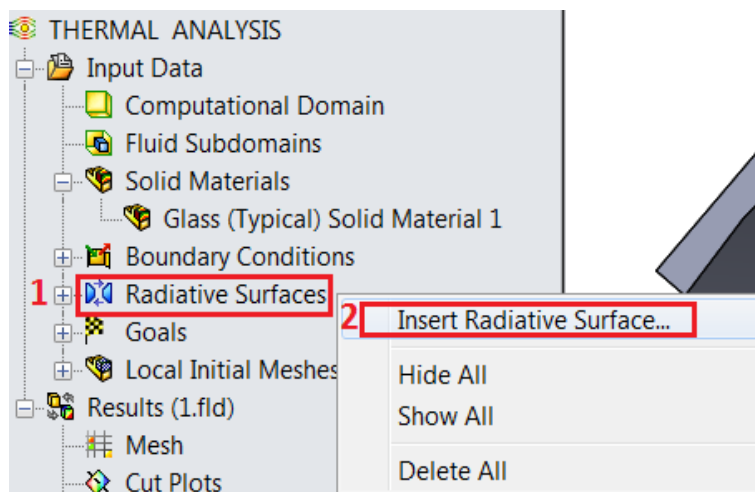 THERMAL ANALYSIS
Input Data
Computational Domain
Fluid Subdomains
Solid Materials
Glass (Typical) Solid Material 1
Boundary Conditions
1 Radiative Surfaces
2 Insert Radiative Surface...
Goals
Local Initial Meshes
Hide All
Results (1.fld)
Show All
Mesh
Delete All
Cut Plots